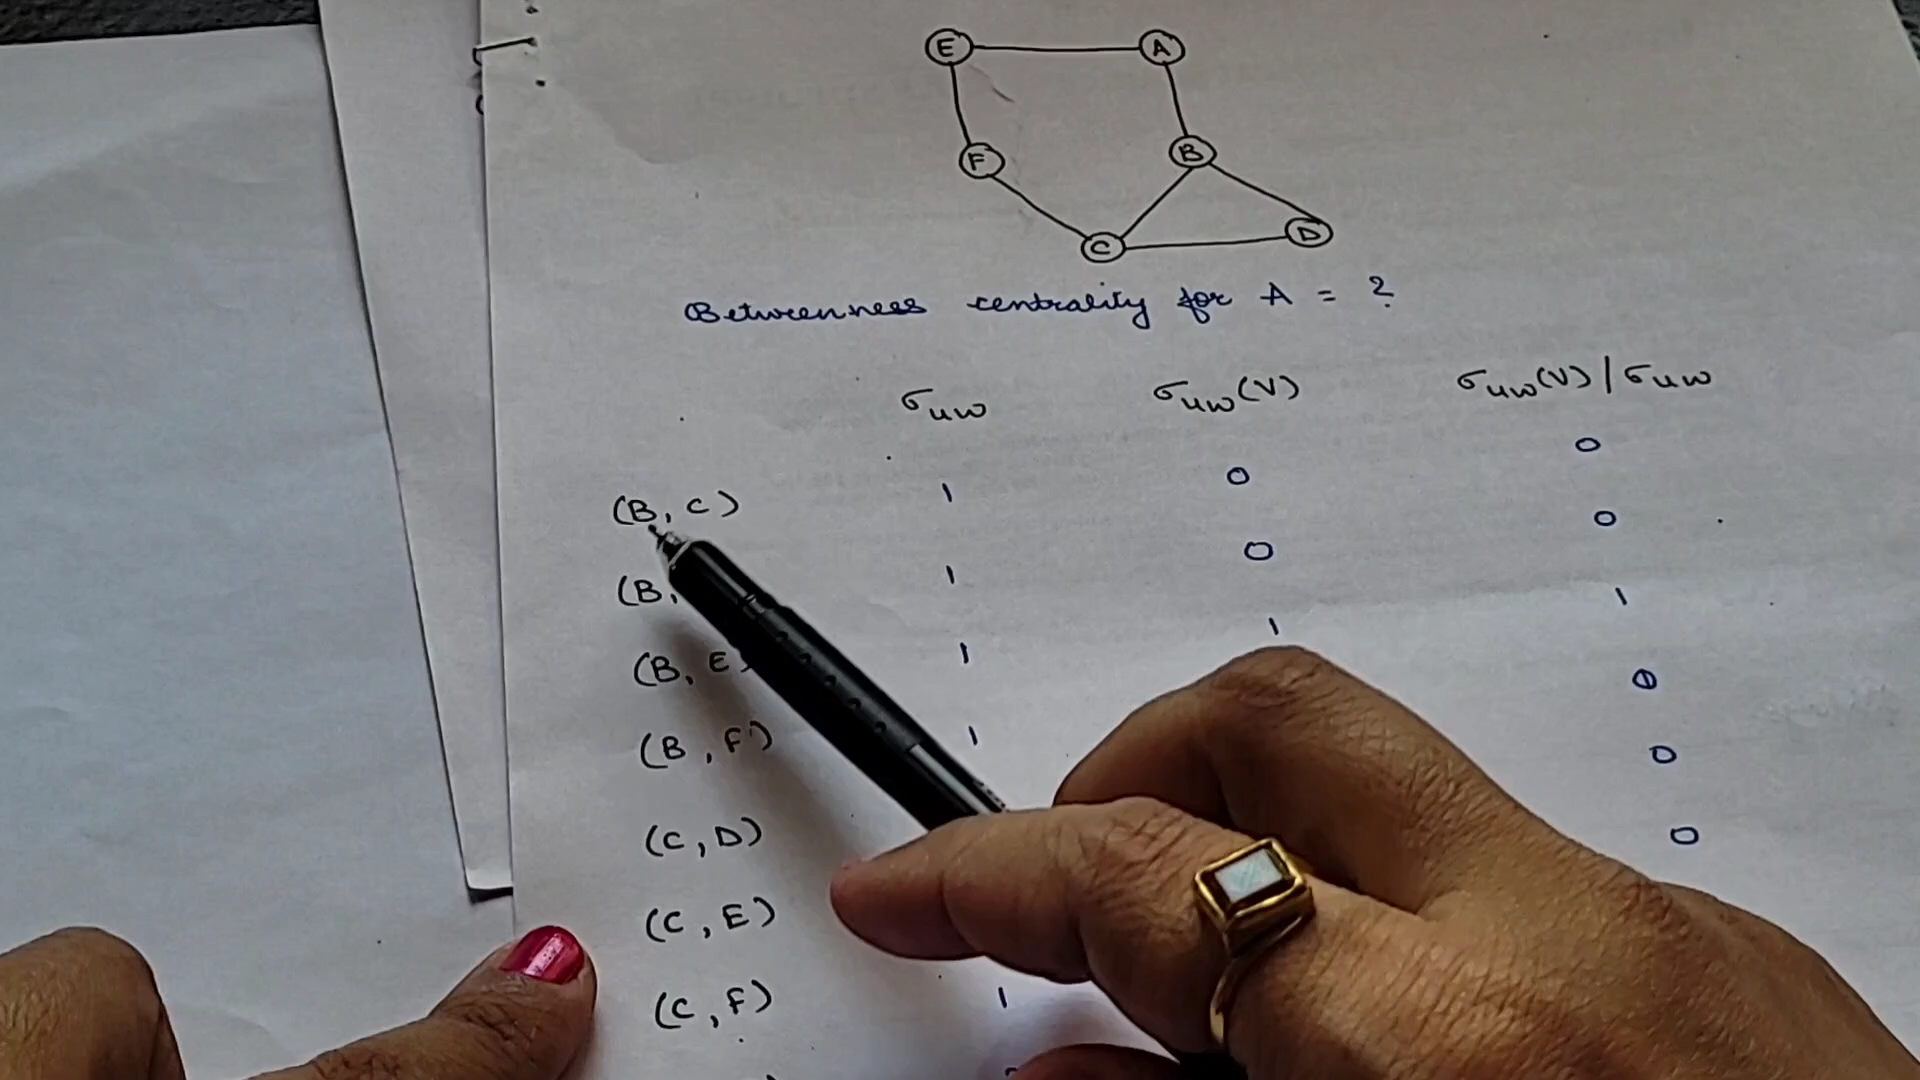 E A
F B
C D
Betweenness centrality for A = ?
σuw σuw(V) σuw(V) | σuw
(B, C) 1 0 0
(B, 1 0 0
(B, E) 1 1 1
(B, F) 1 0
(C, D) 0
(C, E) 0
(C, F) 1